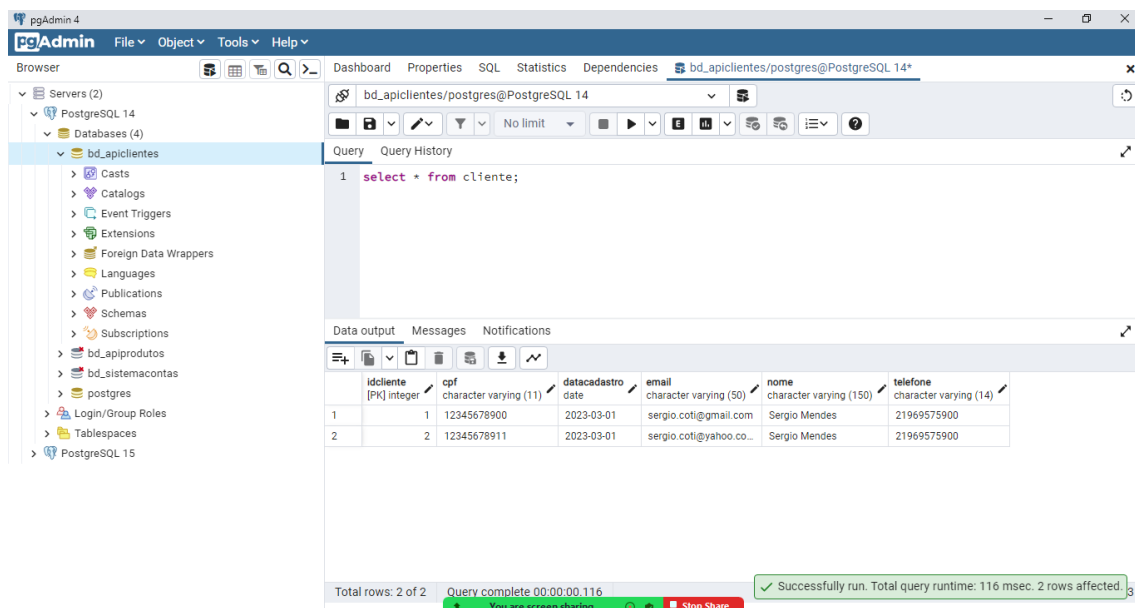 pgAdmin 4
pgAdmin File Object Tools Help
Browser
Servers (2)
PostgreSQL 14
Databases (4)
bd_apiclientes
Casts
Catalogs
Event Triggers
Extensions
Foreign Data Wrappers
Languages
Publications
Schemas
Subscriptions
bd_apiprodutos
bd_sistemacontas
postgres
Login/Group Roles
Tablespaces
PostgreSQL 15
Dashboard Properties SQL Statistics Dependencies bd_apiclientes/postgres@PostgreSQL 14*
bd_apiclientes/postgres@PostgreSQL 14
No limit E
Query Query History
1 select * from cliente;
Data output Messages Notifications
idcliente cpf datacadastro email nome telefone
[PK] integer character varying (11) date character varying (50) character varying (150) character varying (14)
1 1 12345678900 2023-03-01 sergio.coti@gmail.com Sergio Mendes 21969575900
2 2 12345678911 2023-03-01 sergio.coti@yahoo.co... Sergio Mendes 21969575900
Successfully run. Total query runtime: 116 msec. 2 rows affected.
Total rows: 2 of 2 Query complete 00:00:00.116 3
You are screen sharing Stop Share